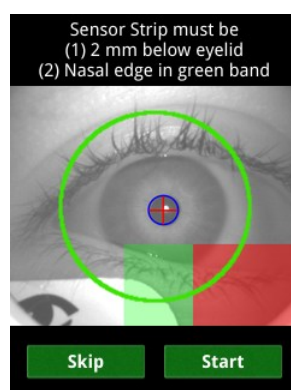 Sensor Strip must be
(1) 2 mm below eyelid
(2) Nasal edge in green band
Skip
Start